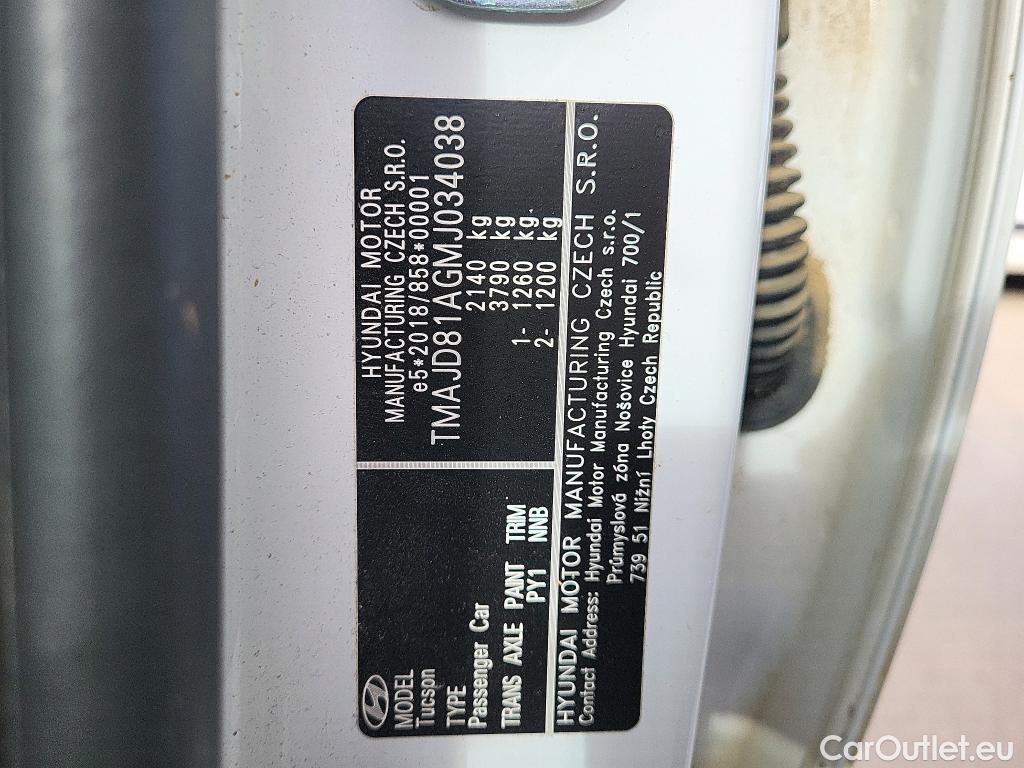 MODEL
Tucson
TYPE
Passenger Car
TRANS AXLE PAINT TRIM
PY1 NNB
HYUNDAI MOTOR
MANUFACTURING CZECH S.R.O.
e5*2018/858*00001
TMAJD81AGMJ034038
2140 kg
3790 kg
1- 1260 kg
2- 1200 kg
HYUNDAI MOTOR MANUFACTURING CZECH S.R.O.
Contact Address: Hyundai Motor Manufacturing Czech s.r.o.
Průmyslová zóna Nošovice Hyundai 700/1
739 51 Nižní Lhoty Czech Republic
CarOutlet.eu